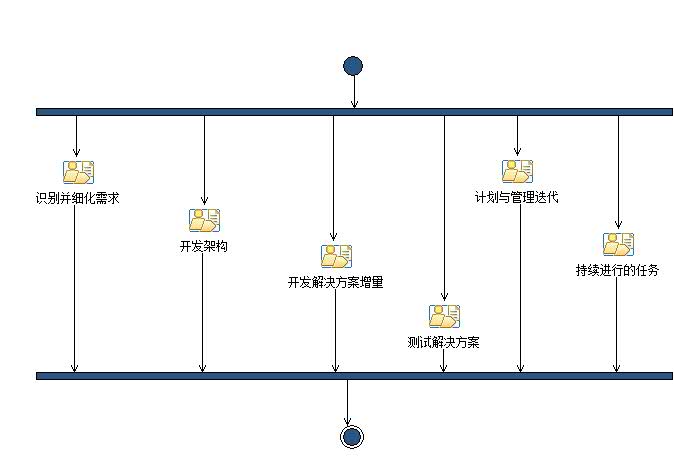 识别并细化需求
开发架构
开发解决方案增量
测试解决方案
计划与管理迭代
持续进行的任务